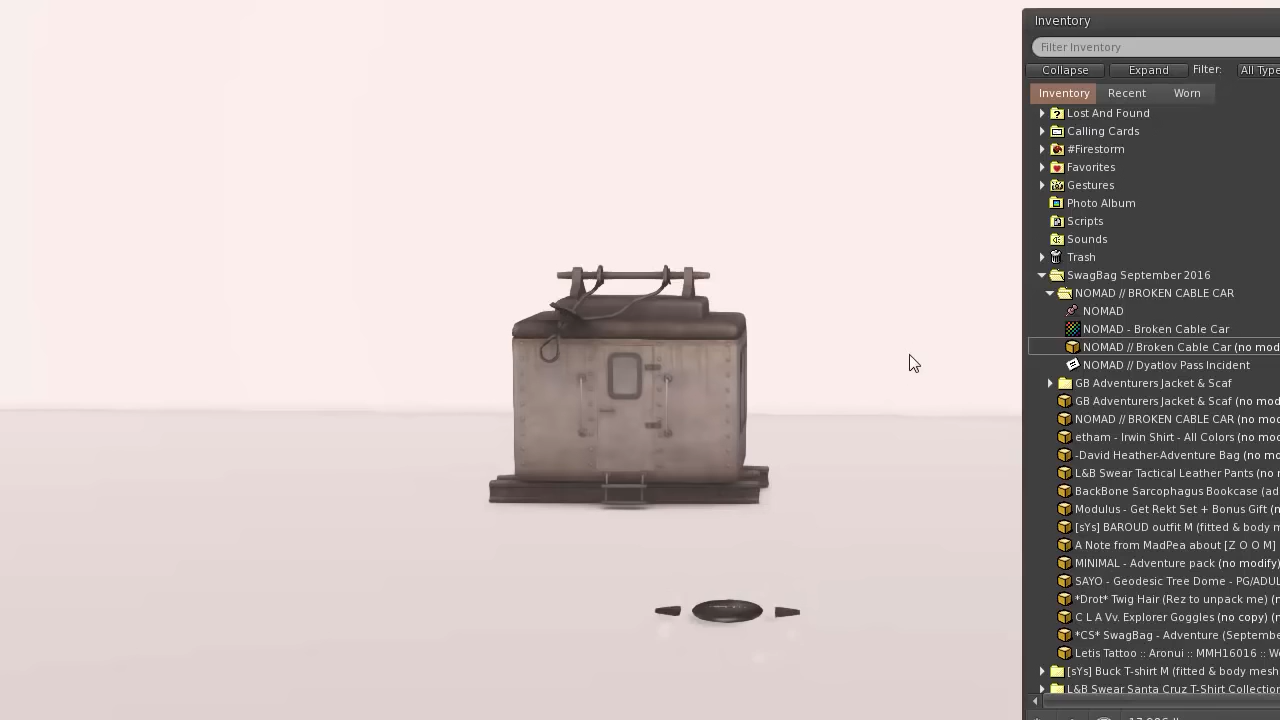 Inventory
Filter Inventory
Collapse Expand Filter: All Type
Inventory Recent Worn
Lost And Found
Calling Cards
#Firestorm
Favorites
Gestures
Photo Album
Scripts
Sounds
Trash
SwagBag September 2016
NOMAD // BROKEN CABLE CAR
NOMAD
NOMAD - Broken Cable Car
NOMAD // Broken Cable Car (no mod
NOMAD // Dyatlov Pass Incident
GB Adventurers Jacket & Scaf
GB Adventurers Jacket & Scaf (no mo
NOMAD // BROKEN CABLE CAR (no mod
etham - Irwin Shirt - All Colors (no mo
-David Heather-Adventure Bag (no mo
L&B Swear Tactical Leather Pants (no
BackBone Sarcophagus Bookcase (ad
Modulus - Get Rekt Set + Bonus Gift (n
[sYs] BAROUD outfit M (fitted & body m
A Note from MadPea about [Z O O M]
MINIMAL - Adventure pack (no modify)
SAYO - Geodesic Tree Dome - PG/ADUL
*Drot* Twig Hair (Rez to unpack me) (n
C L A Vv. Explorer Goggles (no copy) (n
*CS* SwagBag - Adventure (Septembe
Letis Tattoo :: Aronui :: MMH16016 :: W
[sYs] Buck T-shirt M (fitted & body mesh
L&B Swear Santa Cruz T-Shirt Collection